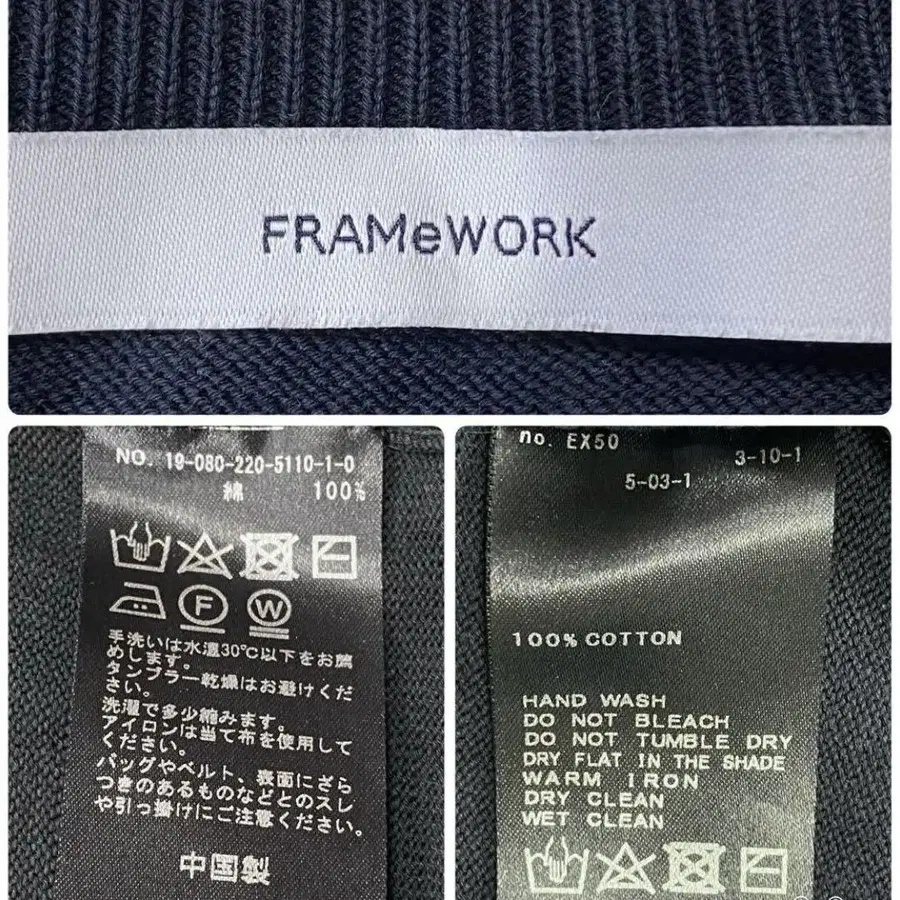 FRAMeWORK
NO. 19-080-220-5110-1-0
綿 100%
F W
手洗いは水温30℃以下をお薦
めします。
タンブラー乾燥はお避けくだ
さい。
洗濯で多少縮みます。
アイロンは当て布を使用して
ください。
バッグやベルト、表面にざら
つきのあるものなどとのスレ
や引っ掛けにご注意ください。
中国製
no. EX50
3-10-1
5-03-1
100% COTTON
HAND WASH
DO NOT BLEACH
DO NOT TUMBLE DRY
DRY FLAT IN THE SHADE
WARM IRON
DRY CLEAN
WET CLEAN